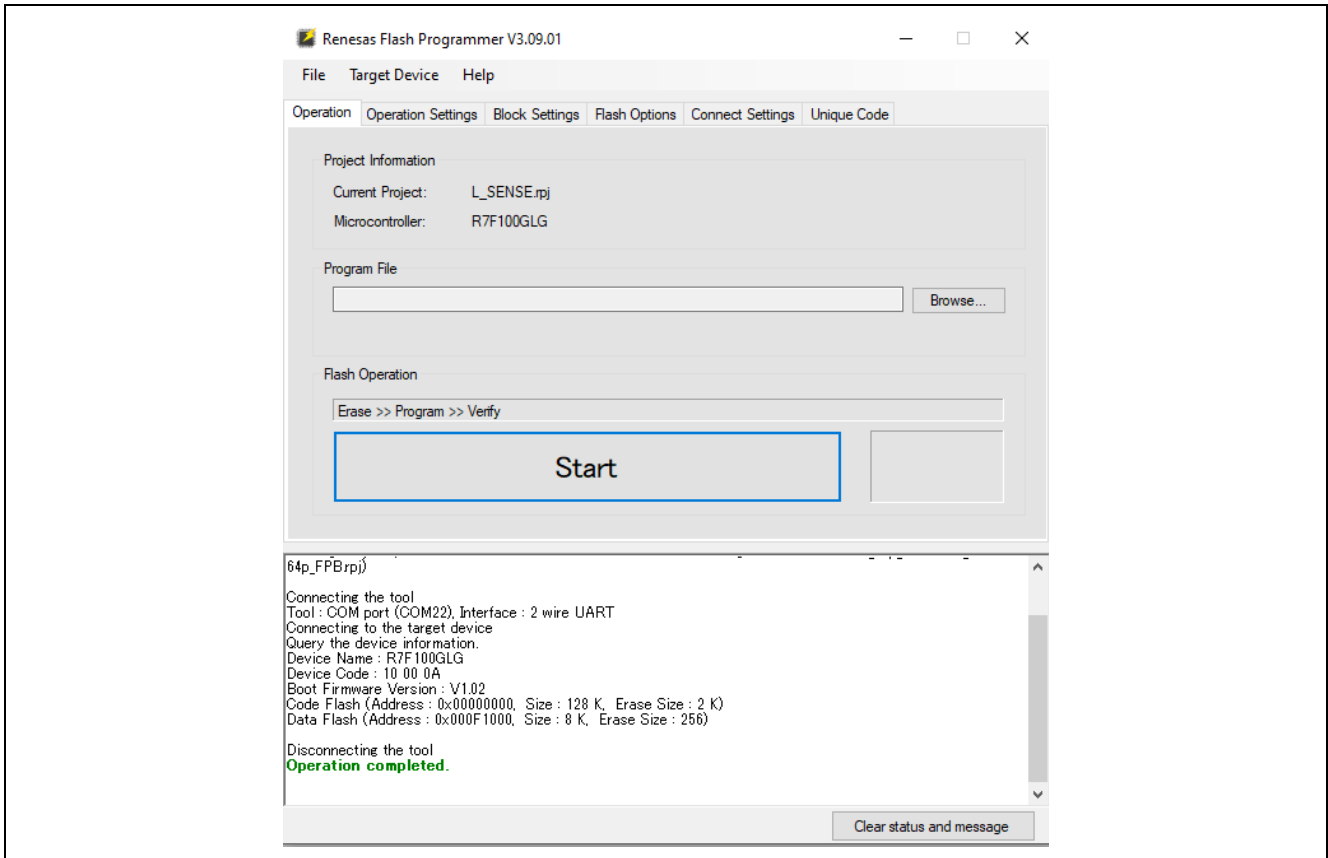 Renesas Flash Programmer V3.09.01
File Target Device Help
Operation Operation Settings Block Settings Flash Options Connect Settings Unique Code
Project Information
Current Project: L_SENSE.rpj
Microcontroller: R7F100GLG
Program File
Browse...
Flash Operation
Erase >> Program >> Verify
Start
64p_FPB.rpj)
Connecting the tool
Tool : COM port (COM22), Interface : 2 wire UART
Connecting to the target device
Query the device information.
Device Name : R7F100GLG
Device Code : 10 00 0A
Boot Firmware Version : V1.02
Code Flash (Address : 0x00000000, Size : 128 K, Erase Size : 2 K)
Data Flash (Address : 0x000F1000, Size : 8 K, Erase Size : 256)
Disconnecting the tool
Operation completed.
Clear status and message